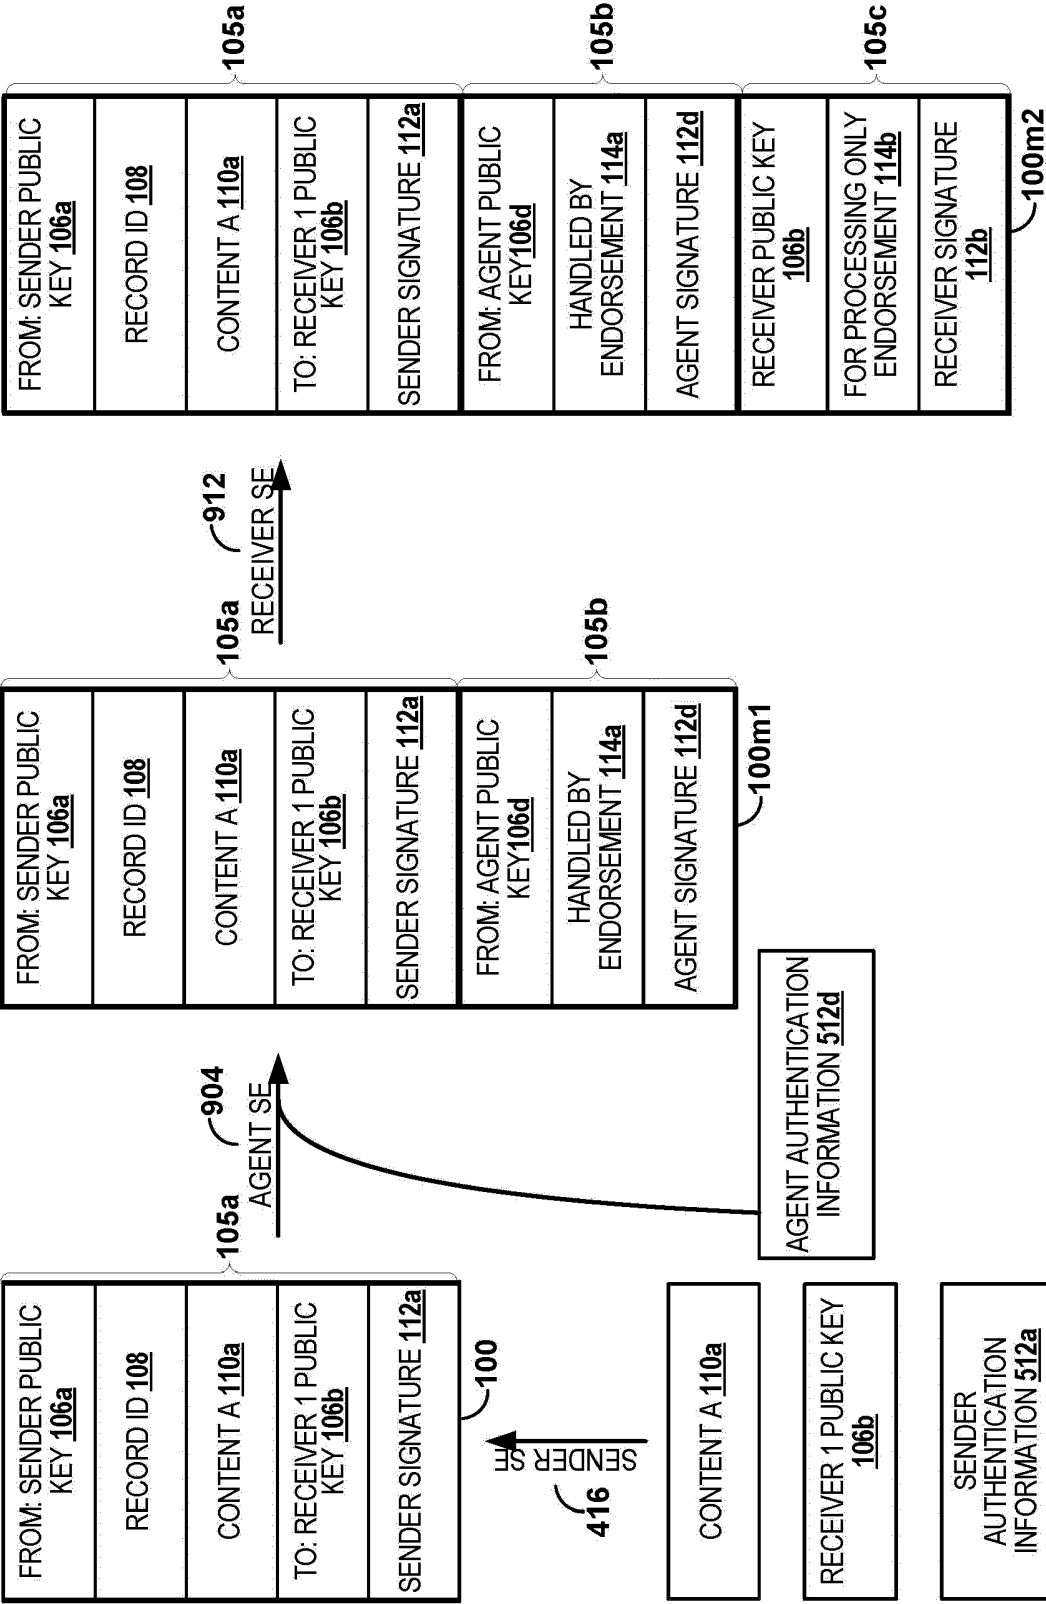 FROM: SENDER PUBLIC
KEY 106a
RECORD ID 108
CONTENT A 110a
TO: RECEIVER 1 PUBLIC
KEY 106b
SENDER SIGNATURE 112a
105a
100
SENDER SE
416
CONTENT A 110a
RECEIVER 1 PUBLIC KEY
106b
SENDER
AUTHENTICATION
INFORMATION 512a
904
AGENT SE
AGENT AUTHENTICATION
INFORMATION 512d
FROM: SENDER PUBLIC
KEY 106a
RECORD ID 108
CONTENT A 110a
TO: RECEIVER 1 PUBLIC
KEY 106b
SENDER SIGNATURE 112a
105a
FROM: AGENT PUBLIC
KEY106d
HANDLED BY
ENDORSEMENT 114a
AGENT SIGNATURE 112d
105b
100m1
912
RECEIVER SE
FROM: SENDER PUBLIC
KEY 106a
RECORD ID 108
CONTENT A 110a
TO: RECEIVER 1 PUBLIC
KEY 106b
SENDER SIGNATURE 112a
105a
FROM: AGENT PUBLIC
KEY106d
HANDLED BY
ENDORSEMENT 114a
AGENT SIGNATURE 112d
105b
RECEIVER PUBLIC KEY
106b
FOR PROCESSING ONLY
ENDORSEMENT 114b
RECEIVER SIGNATURE
112b
105c
100m2